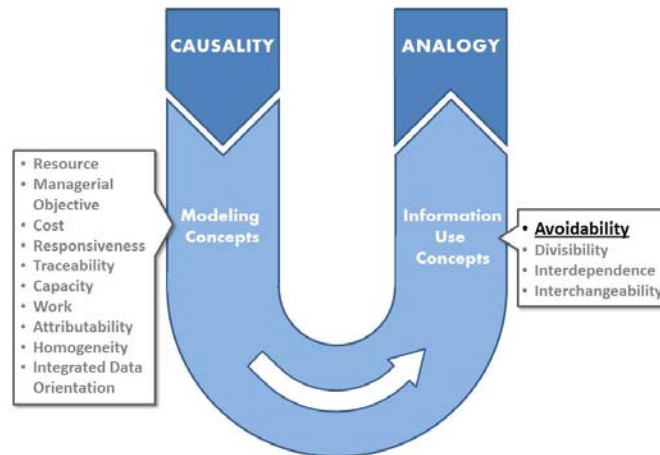 CAUSALITY
ANALOGY
• Resource
• Managerial
Objective
• Cost
• Responsiveness
• Traceability
• Capacity
• Work
• Attributability
• Homogeneity
• Integrated Data
Orientation
Modeling
Concepts
Information
Use
Concepts
• Avoidability
• Divisibility
• Interdependence
• Interchangeability